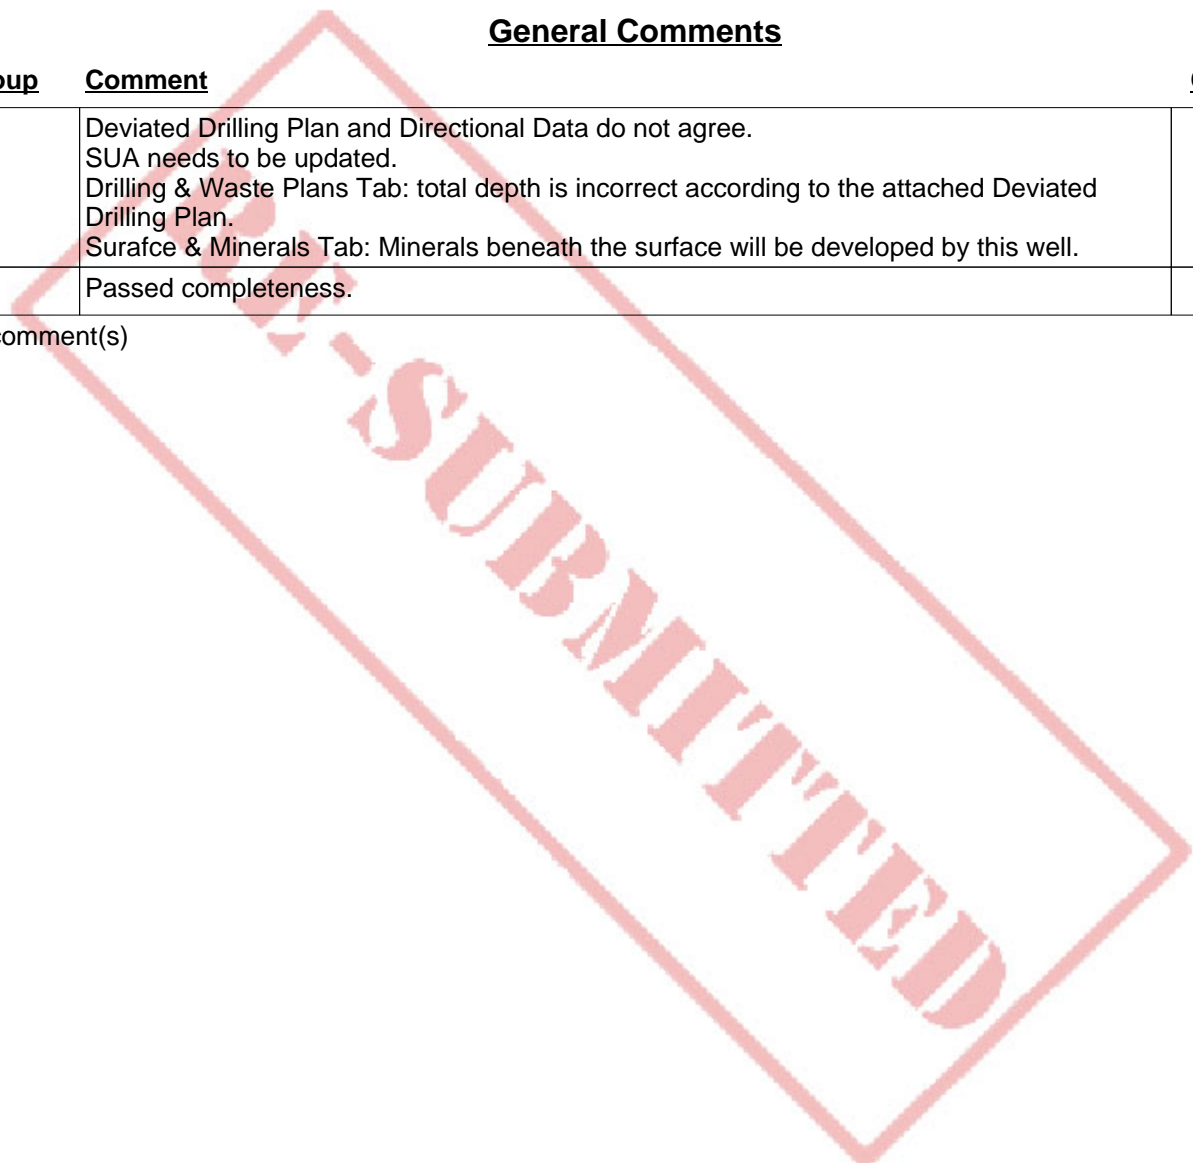 General Comments
oup Comment
Deviated Drilling Plan and Directional Data do not agree.
SUA needs to be updated.
Drilling & Waste Plans Tab: total depth is incorrect according to the attached Deviated
Drilling Plan.
Surafce & Minerals Tab: Minerals beneath the surface will be developed by this well.
Passed completeness.
comment(s)
RE-SUBMITTED